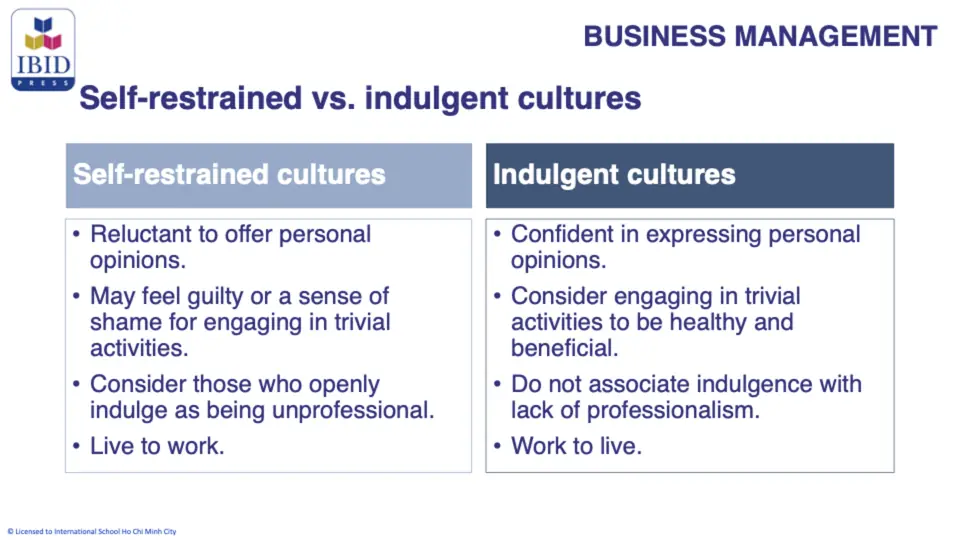 IBID
PRESS
BUSINESS MANAGEMENT
Self-restrained vs. indulgent cultures
Self-restrained cultures
• Reluctant to offer personal
opinions.
• May feel guilty or a sense of
shame for engaging in trivial
activities.
• Consider those who openly
indulge as being unprofessional.
• Live to work.
Indulgent cultures
• Confident in expressing personal
opinions.
• Consider engaging in trivial
activities to be healthy and
beneficial.
• Do not associate indulgence with
lack of professionalism.
• Work to live.
© Licensed to International School Ho Chi Minh City